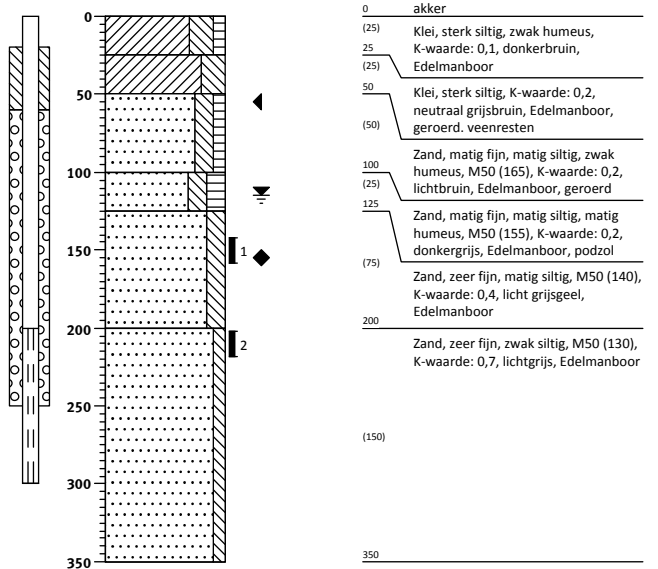 0
50
100
150
200
250
300
350
1
2
0
akker
(25)
Klei, sterk siltig, zwak humeus,
K-waarde: 0,1, donkerbruin,
Edelmanboor
25
(25)
Klei, sterk siltig, K-waarde: 0,2,
neutraal grijsbruin, Edelmanboor,
geroerd. veenresten
50
(50)
Zand, matig fijn, matig siltig, zwak
humeus, M50 (165), K-waarde: 0,2,
lichtbruin, Edelmanboor, geroerd
100
(25)
Zand, matig fijn, matig siltig, matig
humeus, M50 (155), K-waarde: 0,2,
donkergrijs, Edelmanboor, podzol
125
(75)
Zand, zeer fijn, matig siltig, M50 (140),
K-waarde: 0,4, licht grijsgeel,
Edelmanboor
200
Zand, zeer fijn, zwak siltig, M50 (130),
K-waarde: 0,7, lichtgrijs, Edelmanboor
(150)
350